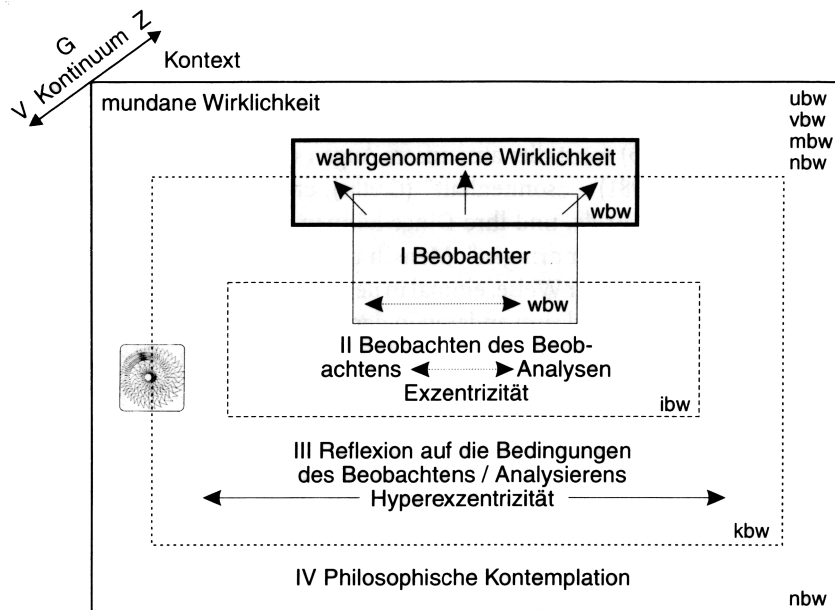 G
V Kontinuum Z
Kontext
mundane Wirklichkeit
ubw
vbw
mbw
nbw
wahrgenommene Wirklichkeit
wbw
I Beobachter
wbw
II Beobachten des Beob-
achtens Analysen
Exzentrizität
ibw
III Reflexion auf die Bedingungen
des Beobachtens / Analysierens
Hyperexzentrizität
kbw
IV Philosophische Kontemplation
nbw